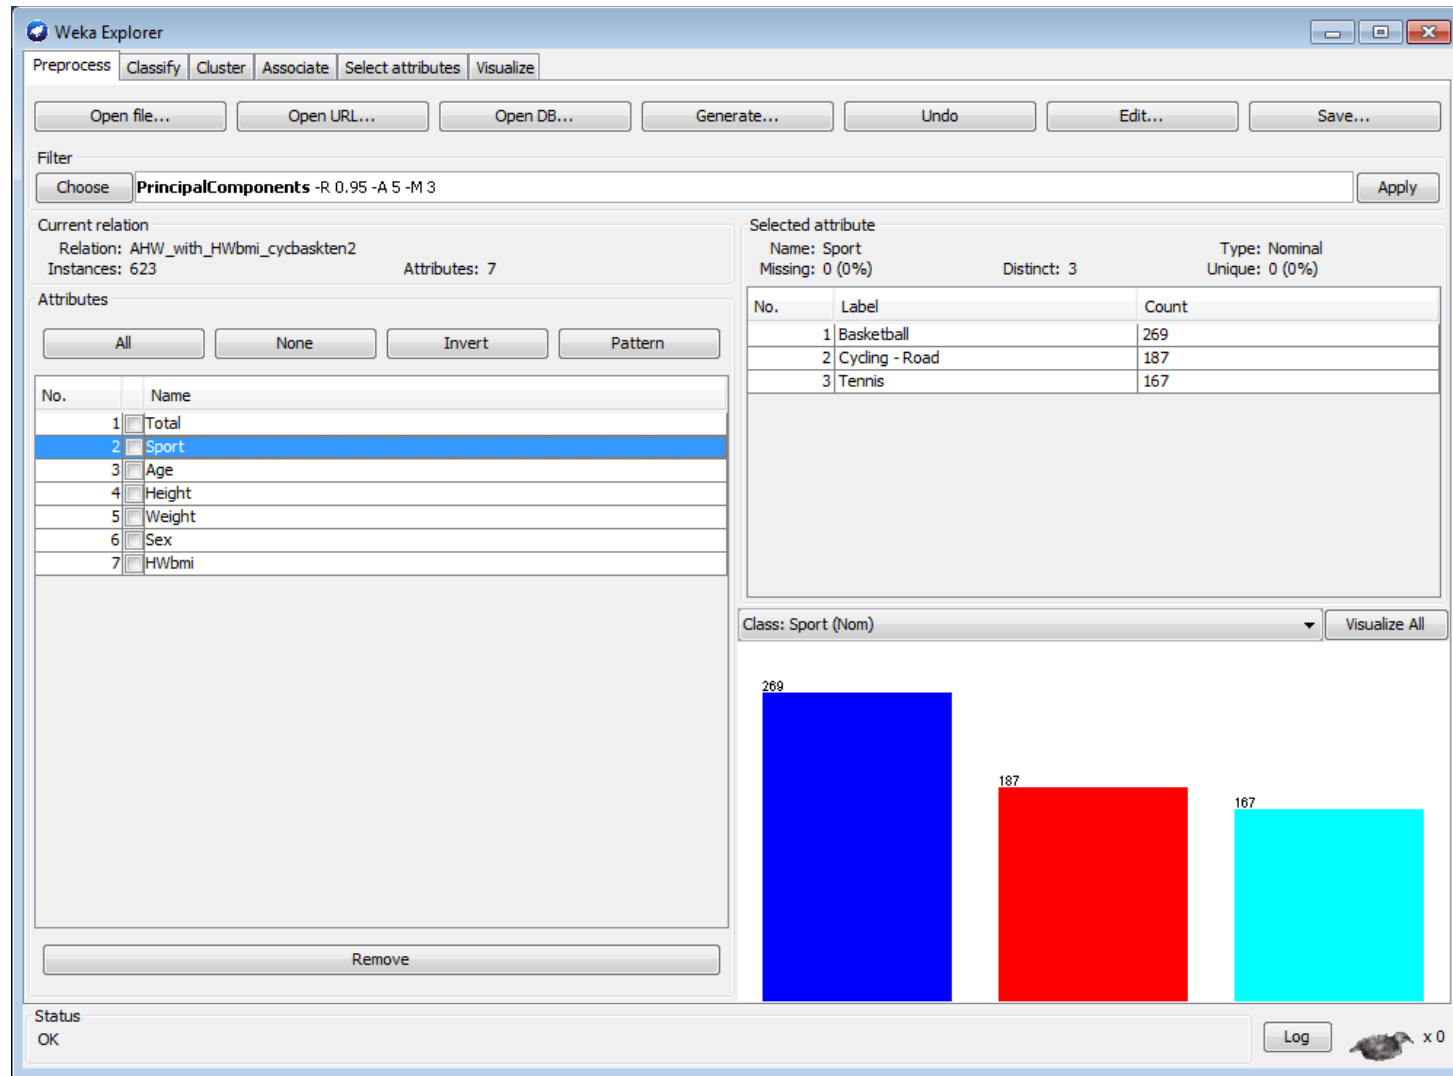 Weka Explorer
Preprocess Classify Cluster Associate Select attributes Visualize
Open file... Open URL... Open DB... Generate... Undo Edit... Save...
Filter
Choose PrincipalComponents -R 0.95 -A 5 -M 3 Apply
Current relation
Relation: AHW_with_HWbmi_cycbaskten2
Instances: 623 Attributes: 7
Attributes
All None Invert Pattern
No. Name
1 Total
2 Sport
3 Age
4 Height
5 Weight
6 Sex
7 HWbmi
Remove
Selected attribute
Name: Sport Type: Nominal
Missing: 0 (0%) Distinct: 3 Unique: 0 (0%)
No. Label Count
1 Basketball 269
2 Cycling - Road 187
3 Tennis 167
Class: Sport (Nom) Visualize All
269
187
167
Status
OK
Log x 0